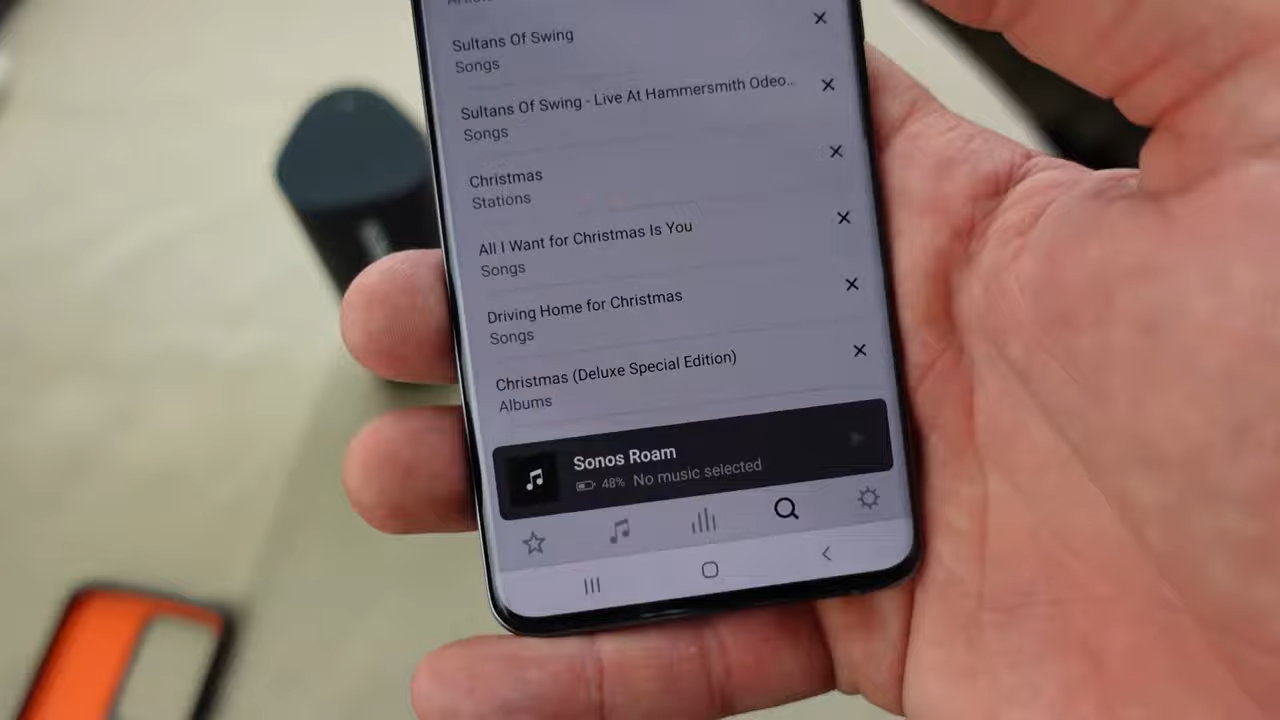 Sultans Of Swing
Songs
Sultans Of Swing - Live At Hammersmith Odeo..
Songs
Christmas
Stations
All I Want for Christmas Is You
Songs
Driving Home for Christmas
Songs
Christmas (Deluxe Special Edition)
Albums
Sonos Roam
48% No music selected